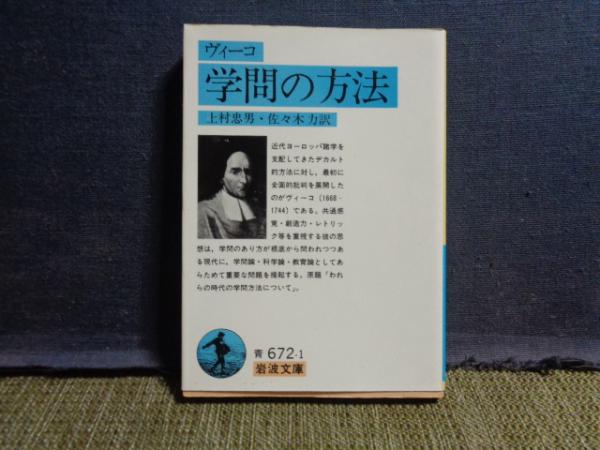 ヴィーコ
学問の方法
上村忠男・佐々木力訳
近代ヨーロッパ諸学を
支配してきたデカルト
的方法に対し、最初に
全面的批判を展開した
のがヴィーコ（1668‐
1744）である。共通感
覚・創造力・レトリッ
ク等を重視する彼の思
想は、学問のあり方が根底から問われつつあ
る現代に、学問論・科学論・教育論としてあ
らためて重要な問題を提起する。原題「われ
らの時代の学問方法について」。
青 672-1
岩波文庫